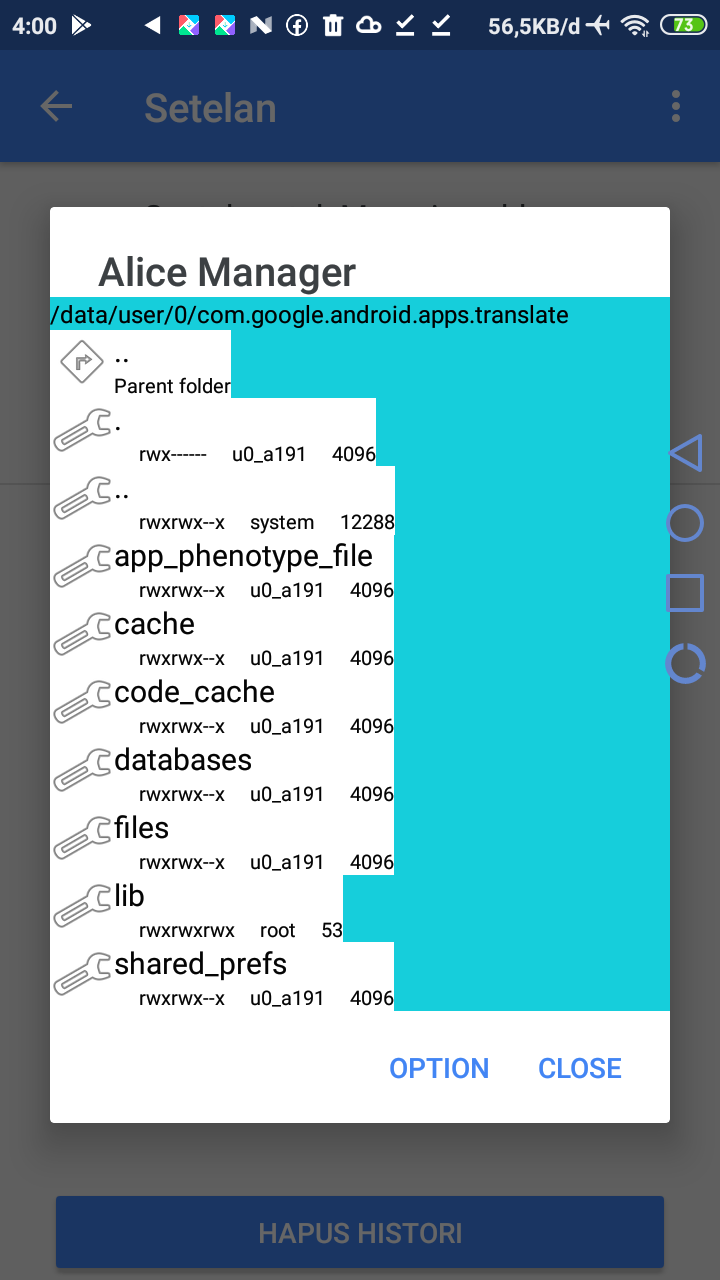 4:00
56,5KB/d
73
Setelan
Alice Manager
/data/user/0/com.google.android.apps.translate
..
Parent folder
.
rwx------ u0_a191 4096
..
rwxrwx--x system 12288
app_phenotype_file
rwxrwx--x u0_a191 4096
cache
rwxrwx--x u0_a191 4096
code_cache
rwxrwx--x u0_a191 4096
databases
rwxrwx--x u0_a191 4096
files
rwxrwx--x u0_a191 4096
lib
rwxrwxrwx root 53
shared_prefs
rwxrwx--x u0_a191 4096
OPTION CLOSE
HAPUS HISTORI